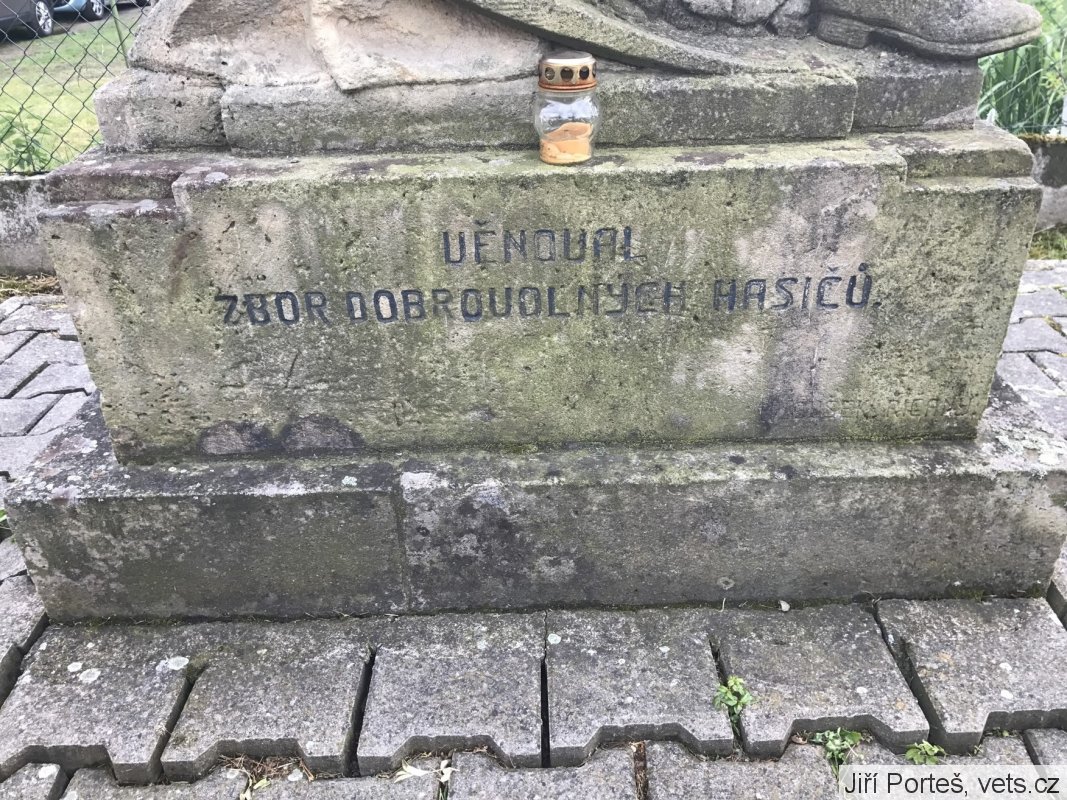 VĚNOVAL
ZBOR DOBROVOLNÝCH HASIČŮ.
Jiří Porteš, vets.cz